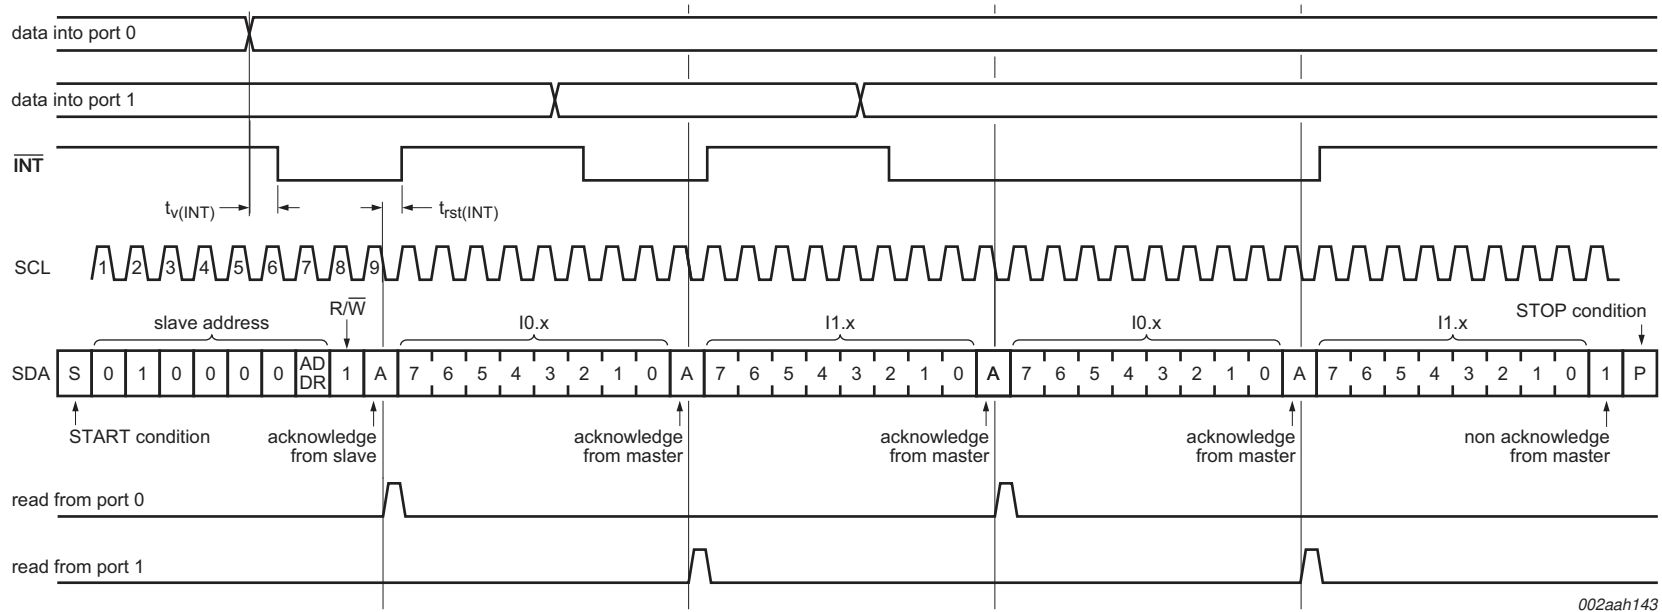 data into port 0
data into port 1
INT
tv(INT) trst(INT)
SCL 1 2 3 4 5 6 7 8 9
R/W
STOP condition
slave address I0.x I1.x I0.x I1.x
SDA S 0 1 0 0 0 0 AD DR 1 A 7 6 5 4 3 2 1 0 A 7 6 5 4 3 2 1 0 A 7 6 5 4 3 2 1 0 A 7 6 5 4 3 2 1 0 1 P
START condition
acknowledge
from slave
acknowledge
from master
acknowledge
from master
acknowledge
from master
non acknowledge
from master
read from port 0
read from port 1
002aah143